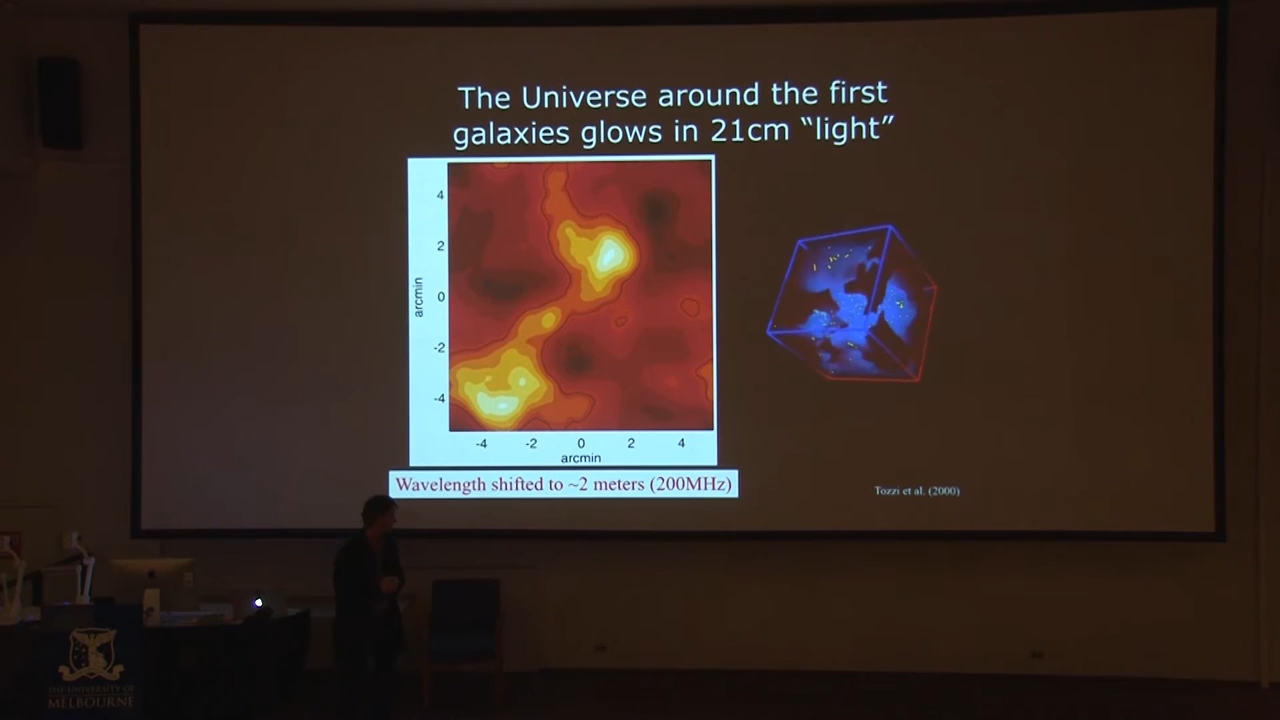 The Universe around the first
galaxies glows in 21cm “light”
4
2
0
-2
-4
arcmin
-4 -2 0 2 4
arcmin
Wavelength shifted to ~2 meters (200MHz)
Tozzi et al. (2000)
THE UNIVERSITY OF
MELBOURNE